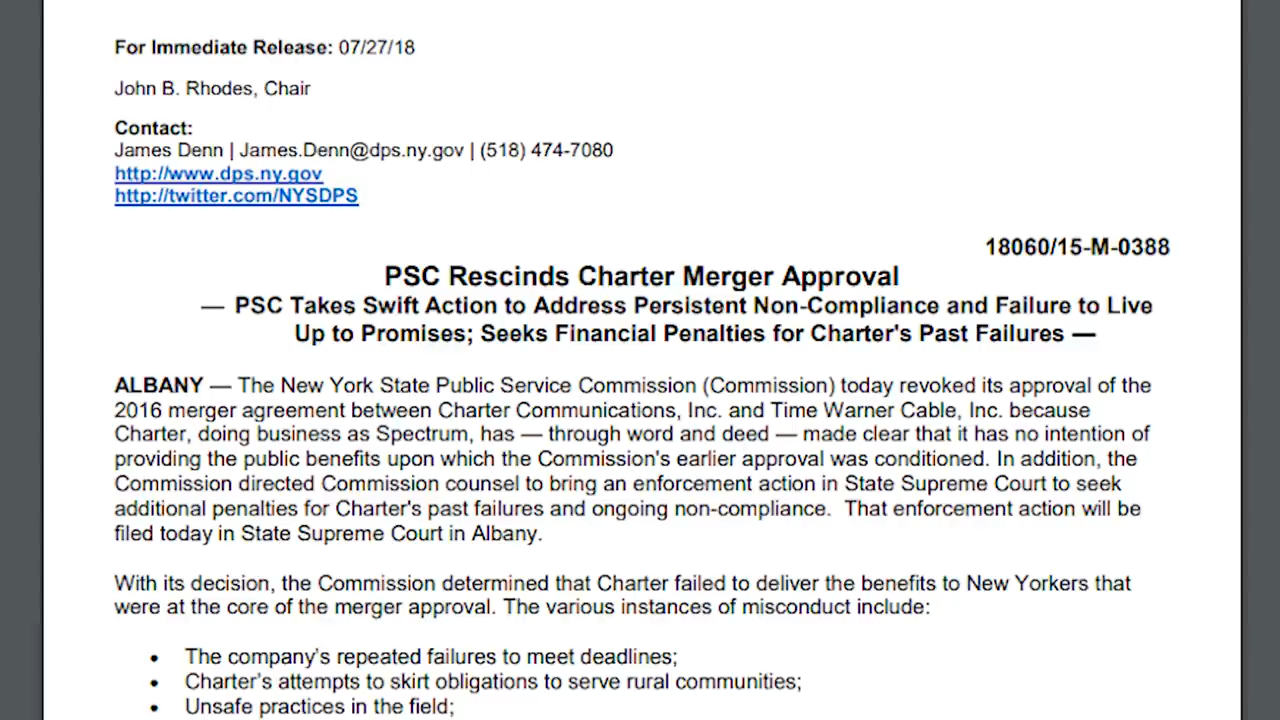 For Immediate Release: 07/27/18
John B. Rhodes, Chair
Contact:
James Denn | James.Denn@dps.ny.gov | (518) 474-7080
http://www.dps.ny.gov
http://twitter.com/NYSDPS
18060/15-M-0388
PSC Rescinds Charter Merger Approval
— PSC Takes Swift Action to Address Persistent Non-Compliance and Failure to Live
Up to Promises; Seeks Financial Penalties for Charter's Past Failures —
ALBANY — The New York State Public Service Commission (Commission) today revoked its approval of the
2016 merger agreement between Charter Communications, Inc. and Time Warner Cable, Inc. because
Charter, doing business as Spectrum, has — through word and deed — made clear that it has no intention of
providing the public benefits upon which the Commission's earlier approval was conditioned. In addition, the
Commission directed Commission counsel to bring an enforcement action in State Supreme Court to seek
additional penalties for Charter's past failures and ongoing non-compliance.  That enforcement action will be
filed today in State Supreme Court in Albany.
With its decision, the Commission determined that Charter failed to deliver the benefits to New Yorkers that
were at the core of the merger approval. The various instances of misconduct include:
• The company's repeated failures to meet deadlines;
• Charter's attempts to skirt obligations to serve rural communities;
• Unsafe practices in the field;